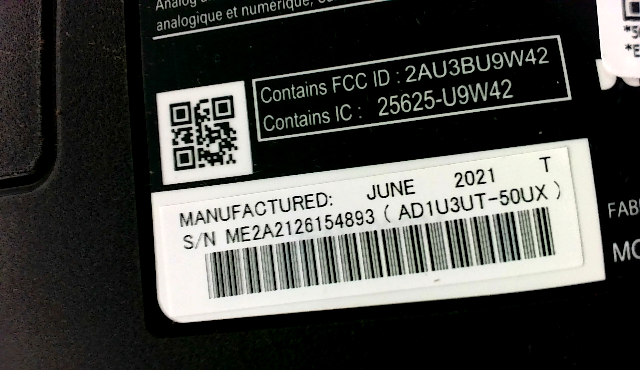 Analog a
analogique et numérique,
Contains FCC ID : 2AU3BU9W42
Contains IC : 25625-U9W42
MANUFACTURED: JUNE 2021 T
S/N ME2A2126154893 ( AD1U3UT-50UX )
FAB
MO